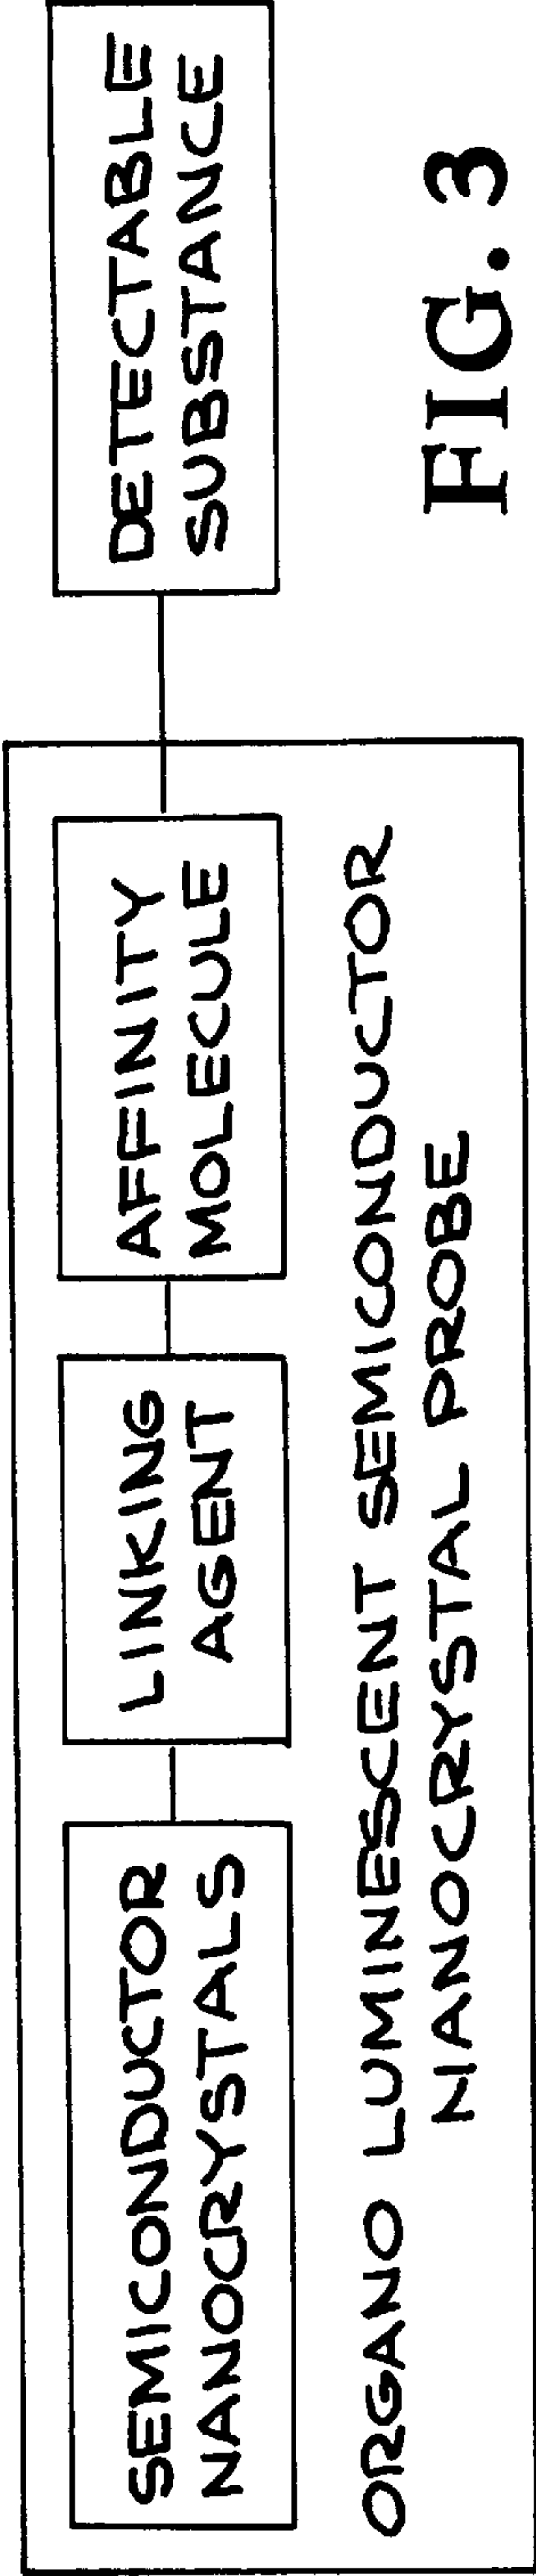 SEMICONDUCTOR
NANOCRYSTALS
LINKING
AGENT
AFFINITY
MOLECULE
DETECTABLE
SUBSTANCE
ORGANO LUMINESCENT SEMICONDUCTOR
NANOCRYSTAL PROBE
FIG. 3